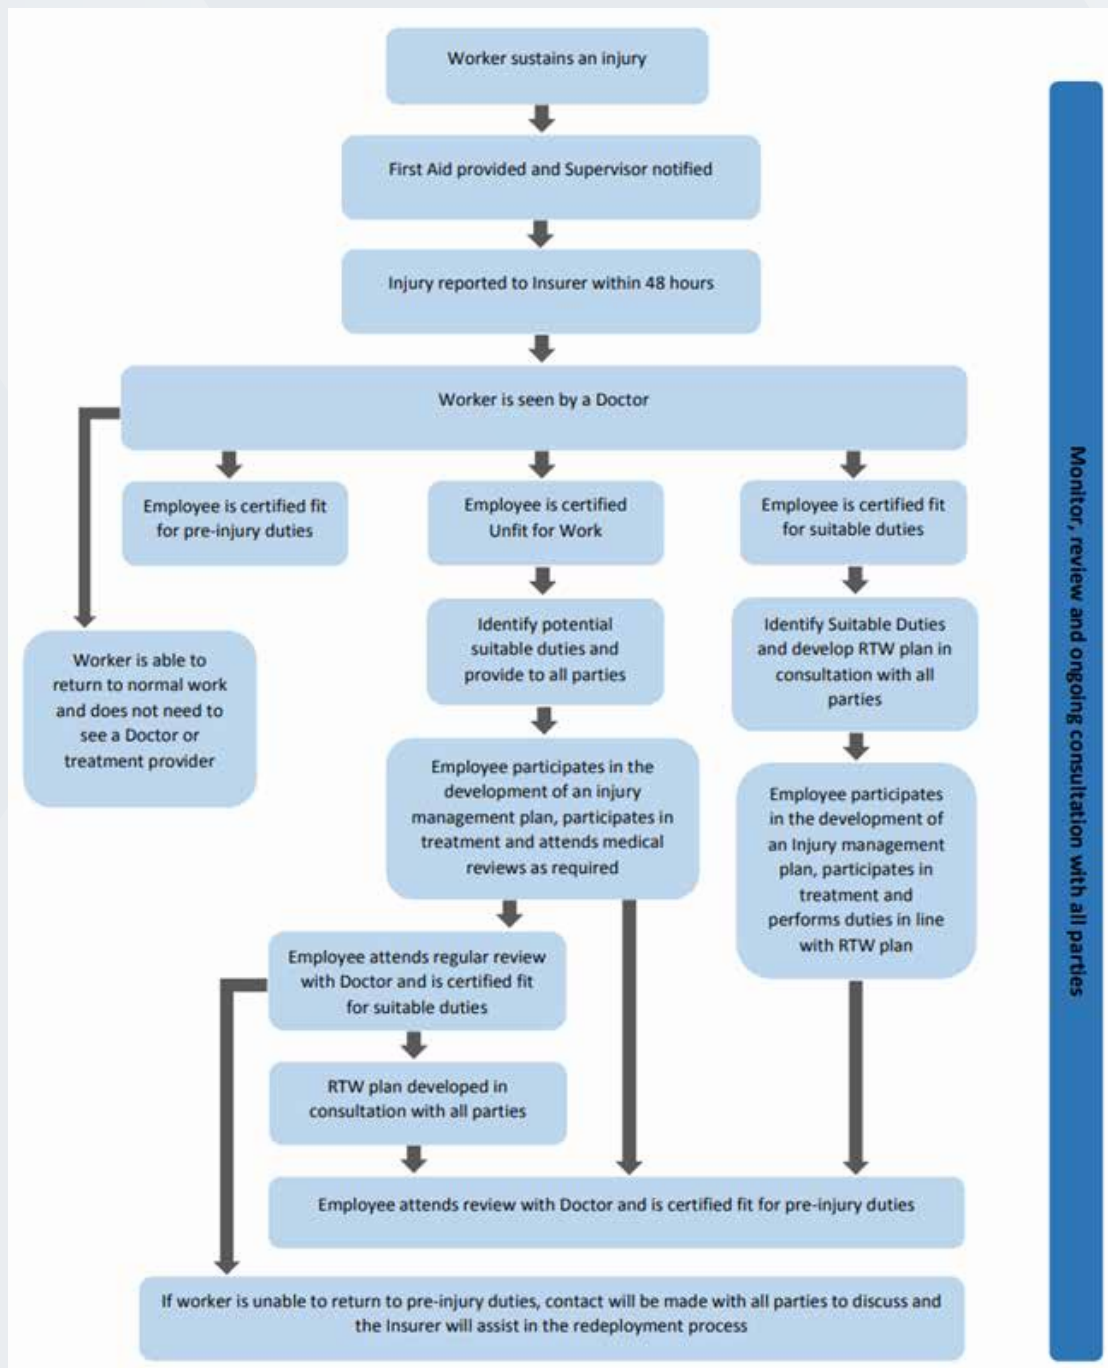 Worker sustains an injury
First Aid provided and Supervisor notified
Injury reported to Insurer within 48 hours
Worker is seen by a Doctor
Employee is certified fit
for pre-injury duties
Employee is certified
Unfit for Work
Employee is certified fit
for suitable duties
Worker is able to
return to normal work
and does not need to
see a Doctor or
treatment provider
Identify potential
suitable duties and
provide to all parties
Identify Suitable Duties
and develop RTW plan in
consultation with all
parties
Employee participates in the
development of an injury
management plan, participates in
treatment and attends medical
reviews as required
Employee participates
in the development of
an Injury management
plan, participates in
treatment and
performs duties in line
with RTW plan
Employee attends regular review
with Doctor and is certified fit
for suitable duties
RTW plan developed in
consultation with all parties
Employee attends review with Doctor and is certified fit for pre-injury duties
If worker is unable to return to pre-injury duties, contact will be made with all parties to discuss and
the Insurer will assist in the redeployment process
Monitor, review and ongoing consultation with all parties